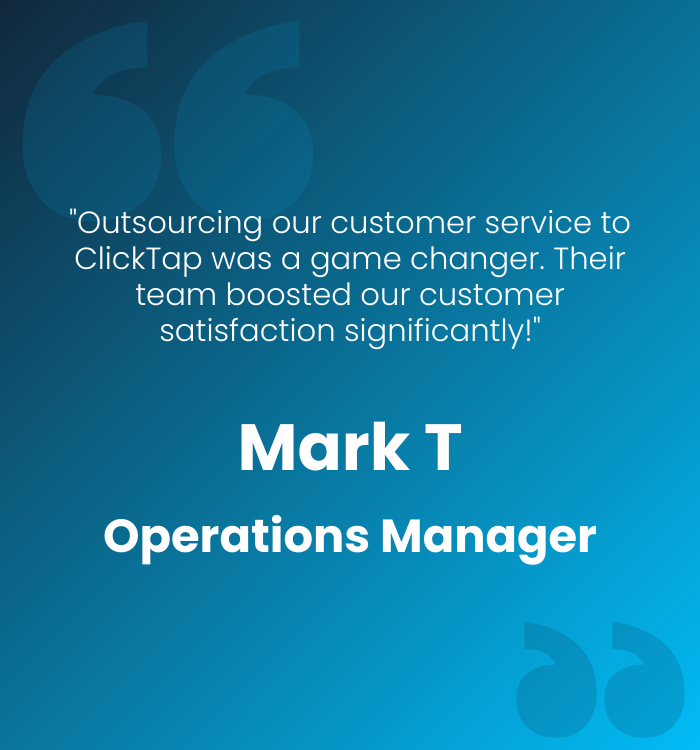 "Outsourcing our customer service to
ClickTap was a game changer. Their
team boosted our customer
satisfaction significantly!"
Mark T
Operations Manager